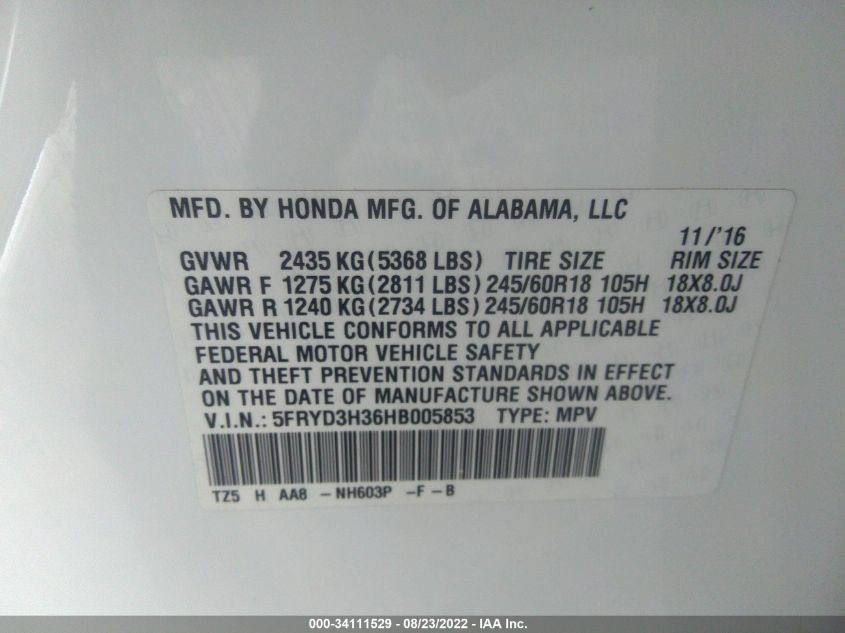 MFD. BY HONDA MFG. OF ALABAMA, LLC
11/'16
GVWR 2435 KG (5368 LBS) TIRE SIZE RIM SIZE
GAWR F 1275 KG (2811 LBS) 245/60R18 105H 18X8.0J
GAWR R 1240 KG (2734 LBS) 245/60R18 105H 18X8.0J
THIS VEHICLE CONFORMS TO ALL APPLICABLE
FEDERAL MOTOR VEHICLE SAFETY
AND THEFT PREVENTION STANDARDS IN EFFECT
ON THE DATE OF MANUFACTURE SHOWN ABOVE.
V.I.N.: 5FRYD3H36HB005853 TYPE: MPV
TZ5 H AA8 - NH603P - F - B
000-34111529 - 08/23/2022 - IAA Inc.